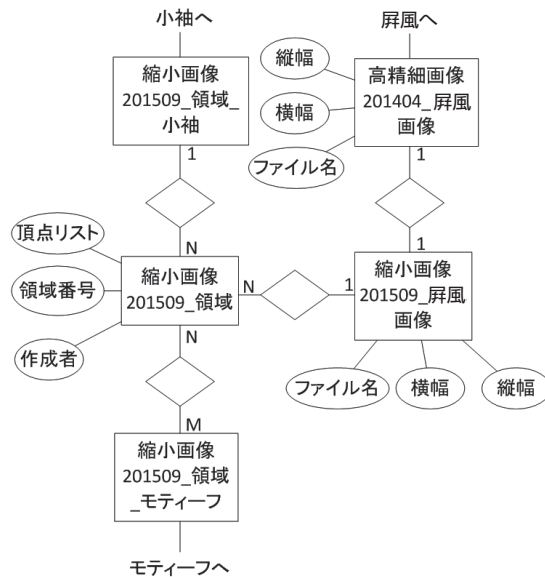 小袖へ
屛風へ
縮小画像
201509_領域_
小袖
縦幅
横幅
ファイル名
高精細画像
201404_屛風
画像
1
1
頂点リスト
領域番号
作成者
N
縮小画像
201509_領域
N
1
1
縮小画像
201509_屛風
画像
N
ファイル名
横幅
縦幅
M
縮小画像
201509_領域
_モティーフ
モティーフへ